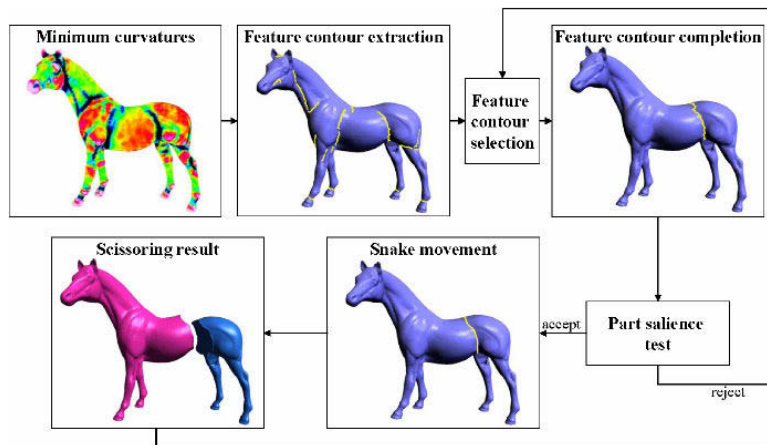 Minimum curvatures
Feature contour extraction
Feature
contour
selection
Feature contour completion
Scissoring result
Snake movement
accept
Part salience
test
reject